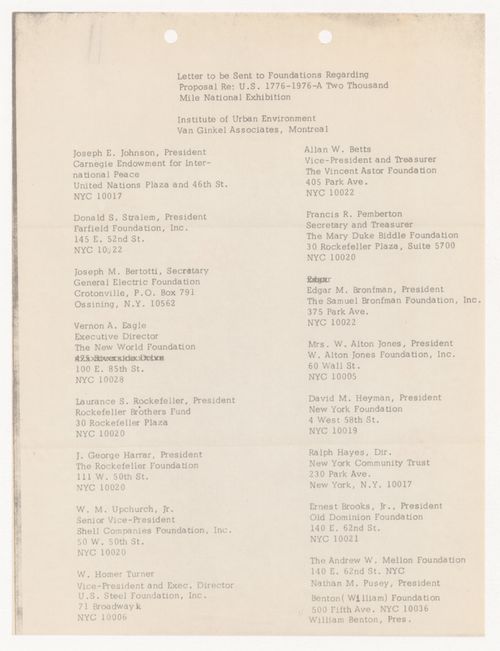 Letter to be Sent to Foundations Regarding
Proposal Re: U.S. 1776-1976-A Two Thousand
Mile National Exhibition
Institute of Urban Environment
Van Ginkel Associates, Montreal
Joseph E. Johnson, President
Carnegie Endowment for Inter-
national Peace
United Nations Plaza and 46th St.
NYC 10017
Donald S. Stralem, President
Farfield Foundation, Inc.
145 E. 52nd St.
NYC 10022
Joseph M. Bertotti, Secretary
General Electric Foundation
Crotonville, P.O. Box 791
Ossining, N.Y. 10562
Vernon A. Eagle
Executive Director
The New World Foundation
100 E. 85th St.
NYC 10028
Laurance S. Rockefeller, President
Rockefeller Brothers Fund
30 Rockefeller Plaza
NYC 10020
J. George Harrar, President
The Rockefeller Foundation
111 W. 50th St.
NYC 10020
W. M. Upchurch, Jr.
Senior Vice-President
Shell Companies Foundation, Inc.
50 W. 50th St.
NYC 10020
W. Homer Turner
Vice-President and Exec. Director
U.S. Steel Foundation, Inc.
71 Broadway
NYC 10006
Allan W. Betts
Vice-President and Treasurer
The Vincent Astor Foundation
405 Park Ave.
NYC 10022
Francis R. Pemberton
Secretary and Treasurer
The Mary Duke Biddle Foundation
30 Rockefeller Plaza, Suite 5700
NYC 10020
Edgar M. Bronfman, President
The Samuel Bronfman Foundation, Inc.
375 Park Ave.
NYC 10022
Mrs. W. Alton Jones, President
W. Alton Jones Foundation, Inc.
60 Wall St.
NYC 10005
David M. Heyman, President
New York Foundation
4 West 58th St.
NYC 10019
Ralph Hayes, Dir.
New York Community Trust
230 Park Ave.
New York, N.Y. 10017
Ernest Brooks, Jr., President
Old Dominion Foundation
140 E. 62nd St.
NYC 10021
The Andrew W. Mellon Foundation
140 E. 62nd St. NYC
Nathan M. Pusey, President
Benton(William) Foundation
500 Fifth Ave. NYC 10036
William Benton, Pres.